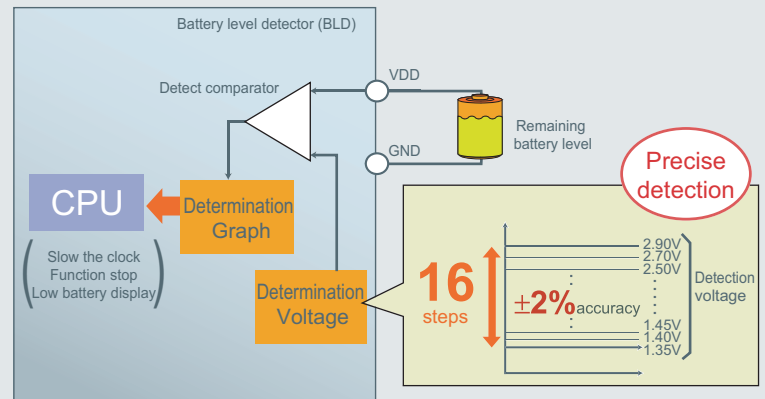 Battery level detector (BLD)
Detect comparator
VDD
GND
Remaining
battery level
Precise
detection
CPU
Slow the clock
Function stop
Low battery display
Determination
Graph
Determination
Voltage
16
steps
±2% accuracy
2.90V
2.70V
2.50V
1.45V
1.40V
1.35V
Detection
voltage